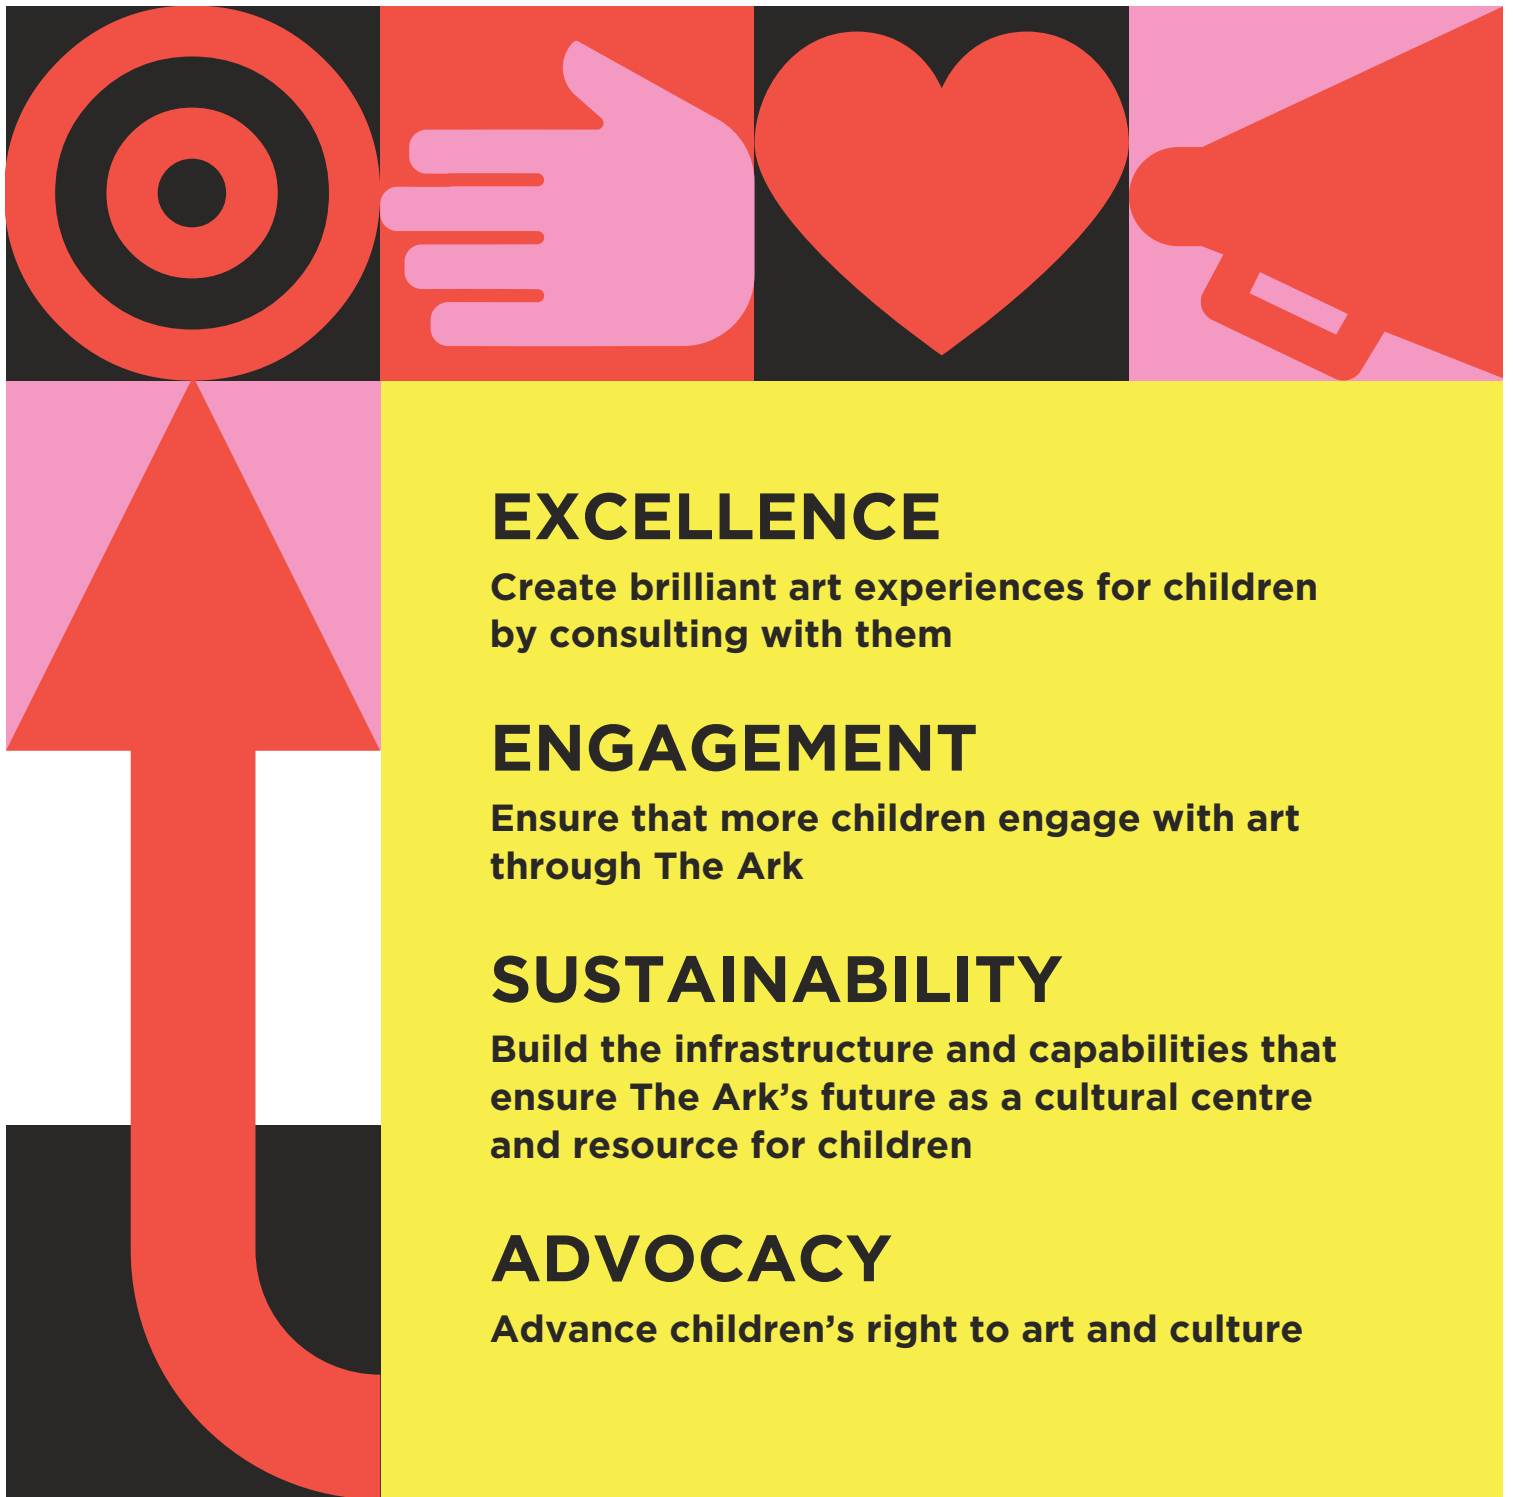 EXCELLENCE
Create brilliant art experiences for children
by consulting with them
ENGAGEMENT
Ensure that more children engage with art
through The Ark
SUSTAINABILITY
Build the infrastructure and capabilities that
ensure The Ark’s future as a cultural centre
and resource for children
ADVOCACY
Advance children’s right to art and culture